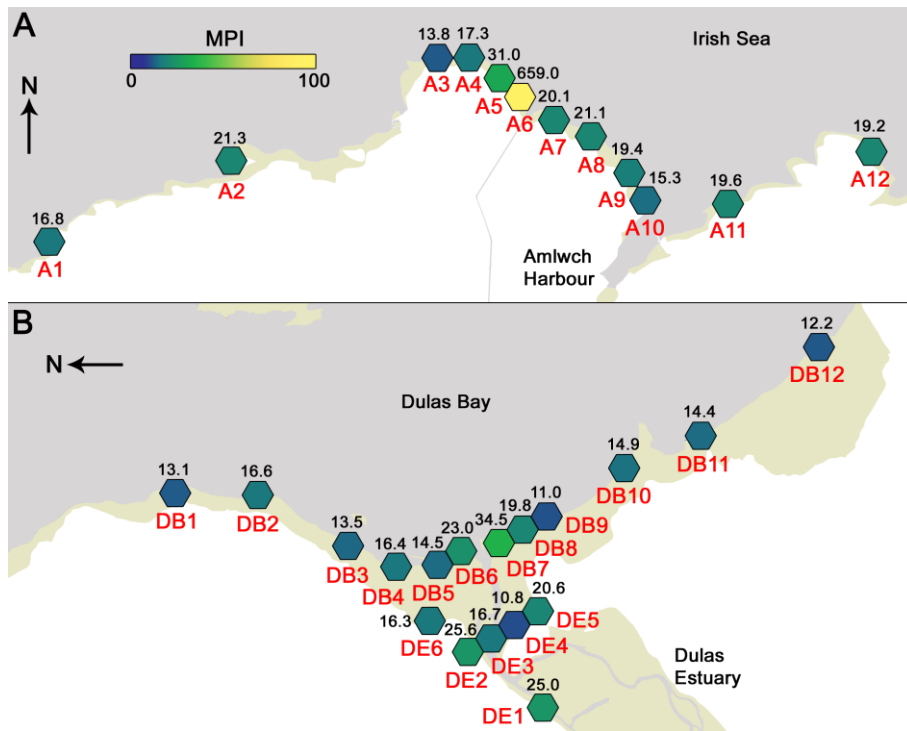 A
MPI
0
100
N
Irish Sea
13.8
17.3
31.0
659.0
20.1
21.1
19.4
15.3
19.6
19.2
21.3
16.8
A3
A4
A5
A6
A7
A8
A9
A10
A11
A12
A2
A1
Amlwch
Harbour
B
N
Dulas Bay
12.2
DB12
14.4
DB11
14.9
DB10
13.1
DB1
16.6
DB2
13.5
DB3
16.4
DB4
14.5
DB5
23.0
DB6
34.5
DB7
19.8
DB8
11.0
DB9
16.3
DE6
25.6
DE2
16.7
DE3
10.8
DE4
20.6
DE5
25.0
DE1
Dulas
Estuary